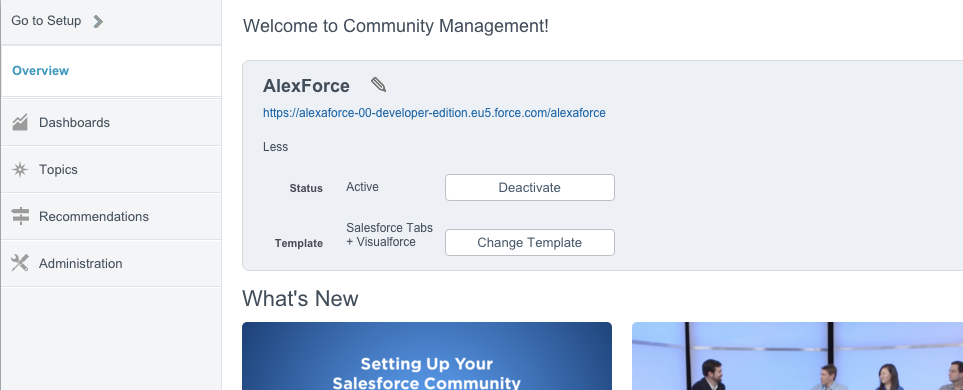 Go to Setup
Overview
Dashboards
Topics
Recommendations
Administration
Welcome to Community Management!
AlexForce
https://alexaforce-00-developer-edition.eu5.force.com/alexaforce
Less
Status Active Deactivate
Template Salesforce Tabs
+ Visualforce Change Template
What's New
Setting Up Your
Salesforce Community